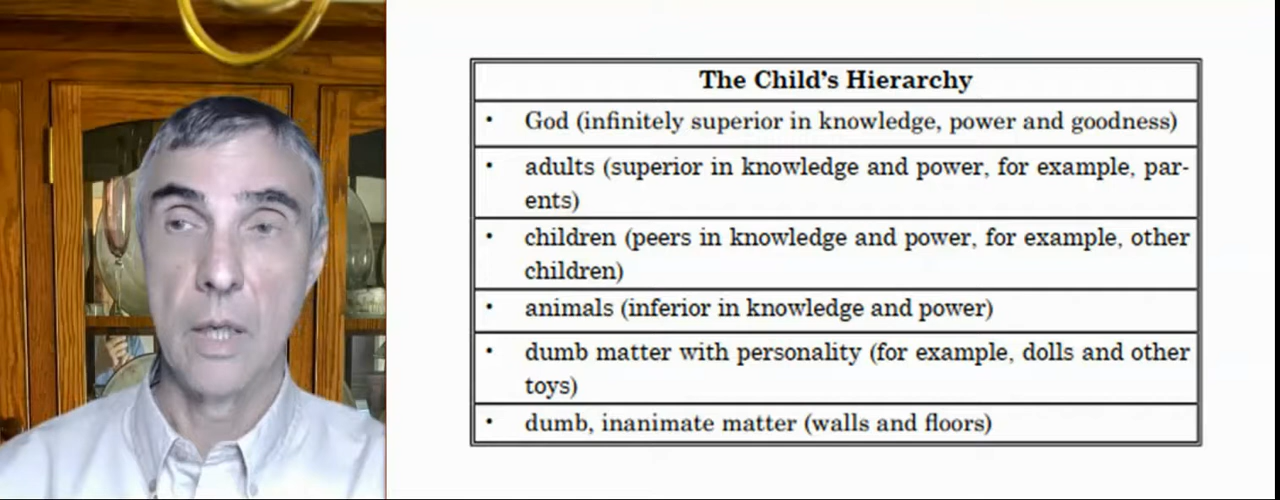 The Child's Hierarchy
• God (infinitely superior in knowledge, power and goodness)
• adults (superior in knowledge and power, for example, par-
ents)
• children (peers in knowledge and power, for example, other
children)
• animals (inferior in knowledge and power)
• dumb matter with personality (for example, dolls and other
toys)
• dumb, inanimate matter (walls and floors)